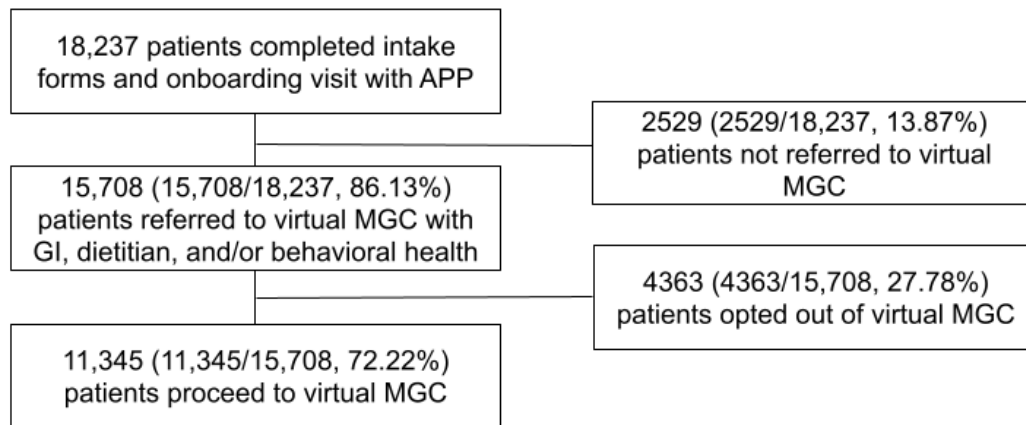 18,237 patients completed intake
forms and onboarding visit with APP
2529 (2529/18,237, 13.87%)
patients not referred to virtual
MGC
15,708 (15,708/18,237, 86.13%)
patients referred to virtual MGC with
GI, dietitian, and/or behavioral health
4363 (4363/15,708, 27.78%)
patients opted out of virtual MGC
11,345 (11,345/15,708, 72.22%)
patients proceed to virtual MGC